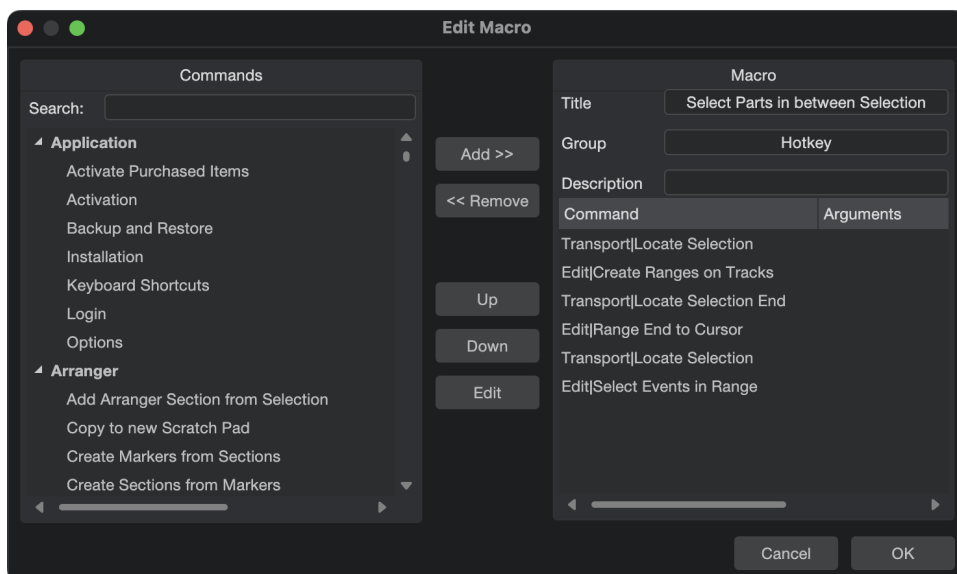 Edit Macro
Commands
Search:
Application
Activate Purchased Items
Activation
Backup and Restore
Installation
Keyboard Shortcuts
Login
Options
Arranger
Add Arranger Section from Selection
Copy to new Scratch Pad
Create Markers from Sections
Create Sections from Markers
Add >>
<< Remove
Up
Down
Edit
Macro
Title Select Parts in between Selection
Group Hotkey
Description
Command Arguments
Transport|Locate Selection
Edit|Create Ranges on Tracks
Transport|Locate Selection End
Edit|Range End to Cursor
Transport|Locate Selection
Edit|Select Events in Range
Cancel OK